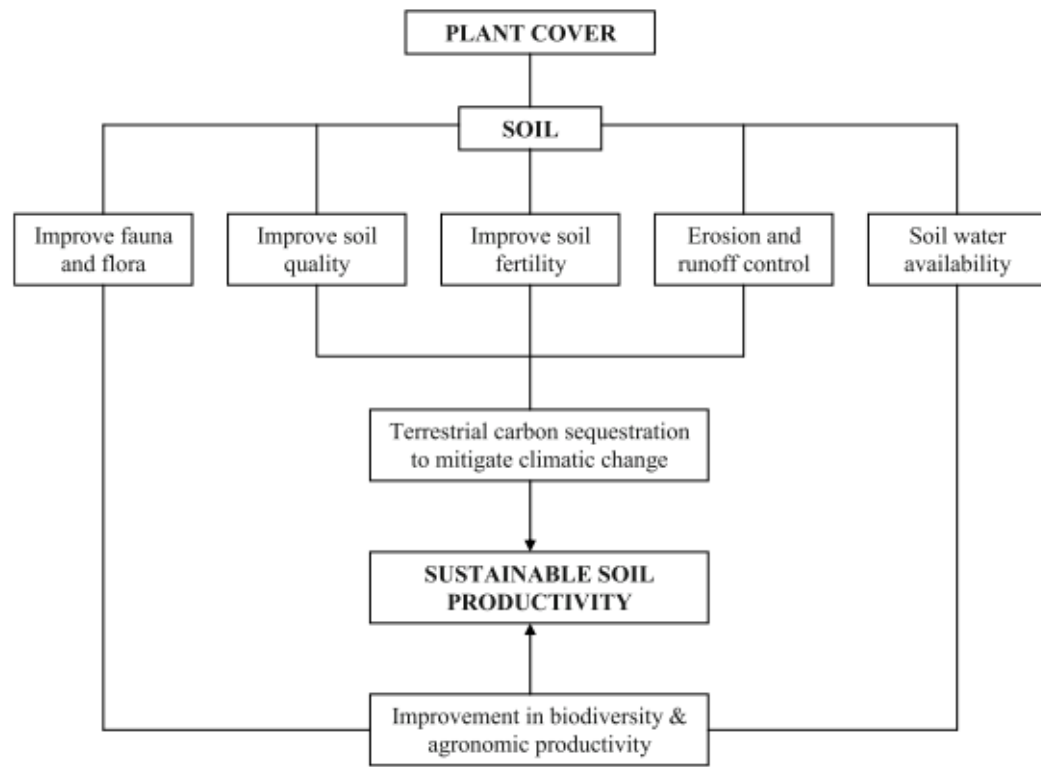 PLANT COVER
SOIL
Improve fauna
and flora
Improve soil
quality
Improve soil
fertility
Erosion and
runoff control
Soil water
availability
Terrestrial carbon sequestration
to mitigate climatic change
SUSTAINABLE SOIL
PRODUCTIVITY
Improvement in biodiversity &
agronomic productivity